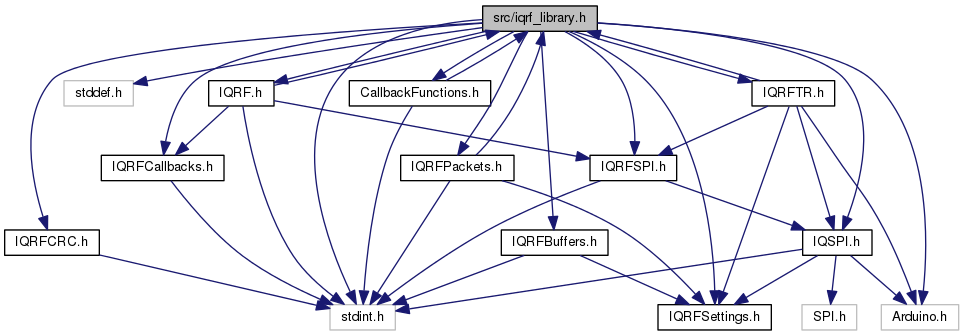 src/iqrf_library.h
stddef.h
IQRF.h
CallbackFunctions.h
IQRFTR.h
IQRFCallbacks.h
IQRFPackets.h
IQRFSPI.h
IQRFCRC.h
IQRFBuffers.h
IQSPI.h
stdint.h
IQRFSettings.h
SPI.h
Arduino.h